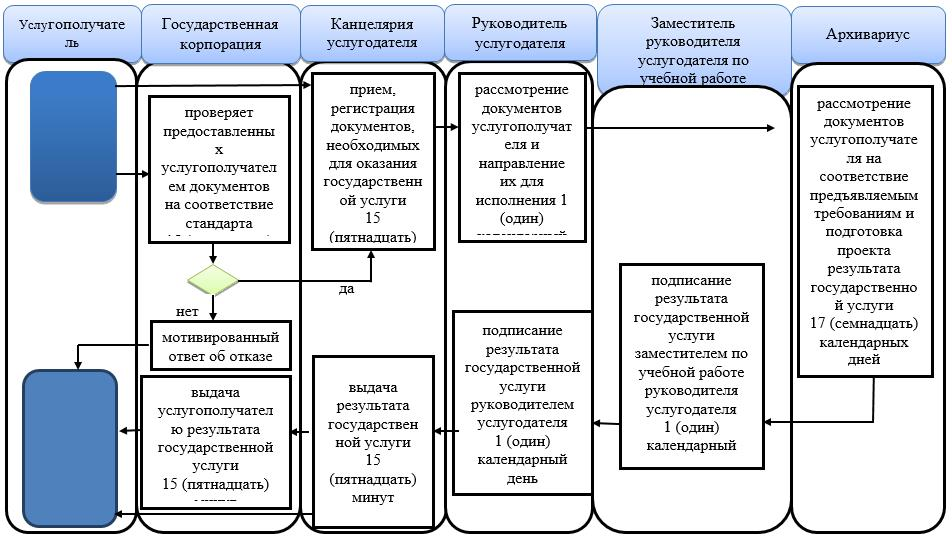 Услугополучате
ль
Государственная
корпорация
Канцелярия
услугодателя
Руководитель
услугодателя
Заместитель
руководителя
услугодателя по
учебной работе
Архивариус
проверяет
предоставленны
х
услугополучател
ем документов
на соответствие
стандарта
прием,
регистрация
документов,
необходимых
для оказания
государственн
ой услуги
15
(пятнадцать)
рассмотрение
документов
услугополучат
еля и
направление
их для
исполнения 1
(один)
рассмотрение
документов
услугополучате
ля на
соответствие
предъявляемым
требованиям и
подготовка
проекта
результата
государственно
й услуги
17 (семнадцать)
календарных
дней
да
нет
мотивированный
ответ об отказе
выдача
услугополучател
ю результата
государственной
услуги
15 (пятнадцать)
выдача
результата
государствен
ной услуги
15
(пятнадцать)
минут
подписание
результата
государственной
услуги
руководителем
услугодателя
1 (один)
календарный
день
подписание
результата
государственной
услуги
заместителем по
учебной работе
руководителя
услугодателя
1 (один)
календарный